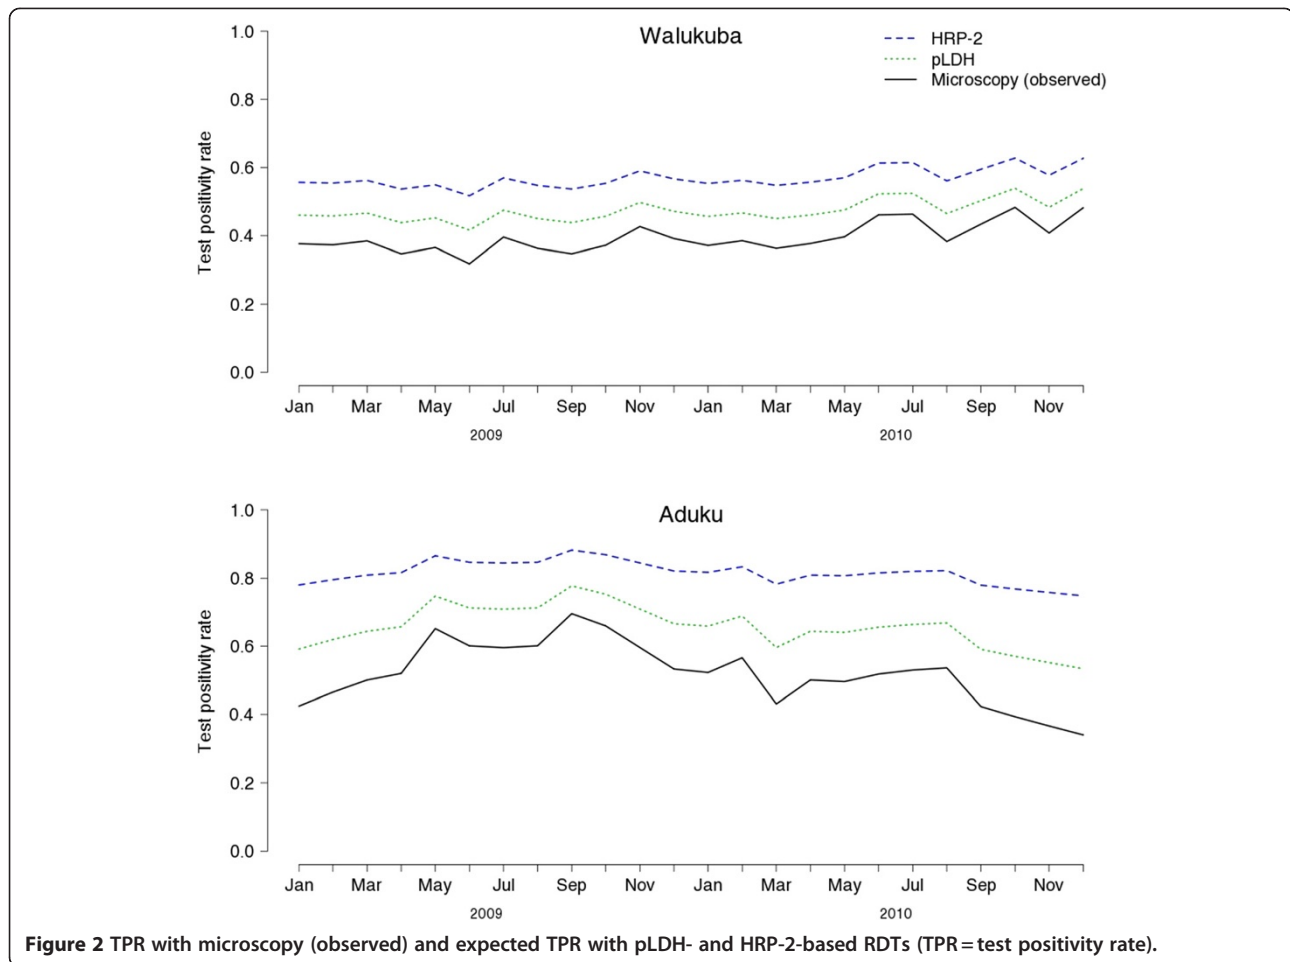 Walukuba
HRP-2
pLDH
Microscopy (observed)
Test positivity rate
1.0
0.8
0.6
0.4
0.2
0.0
Jan Mar May Jul Sep Nov Jan Mar May Jul Sep Nov
2009 2010
Aduku
Test positivity rate
1.0
0.8
0.6
0.4
0.2
0.0
Jan Mar May Jul Sep Nov Jan Mar May Jul Sep Nov
2009 2010
Figure 2 TPR with microscopy (observed) and expected TPR with pLDH- and HRP-2-based RDTs (TPR = test positivity rate).